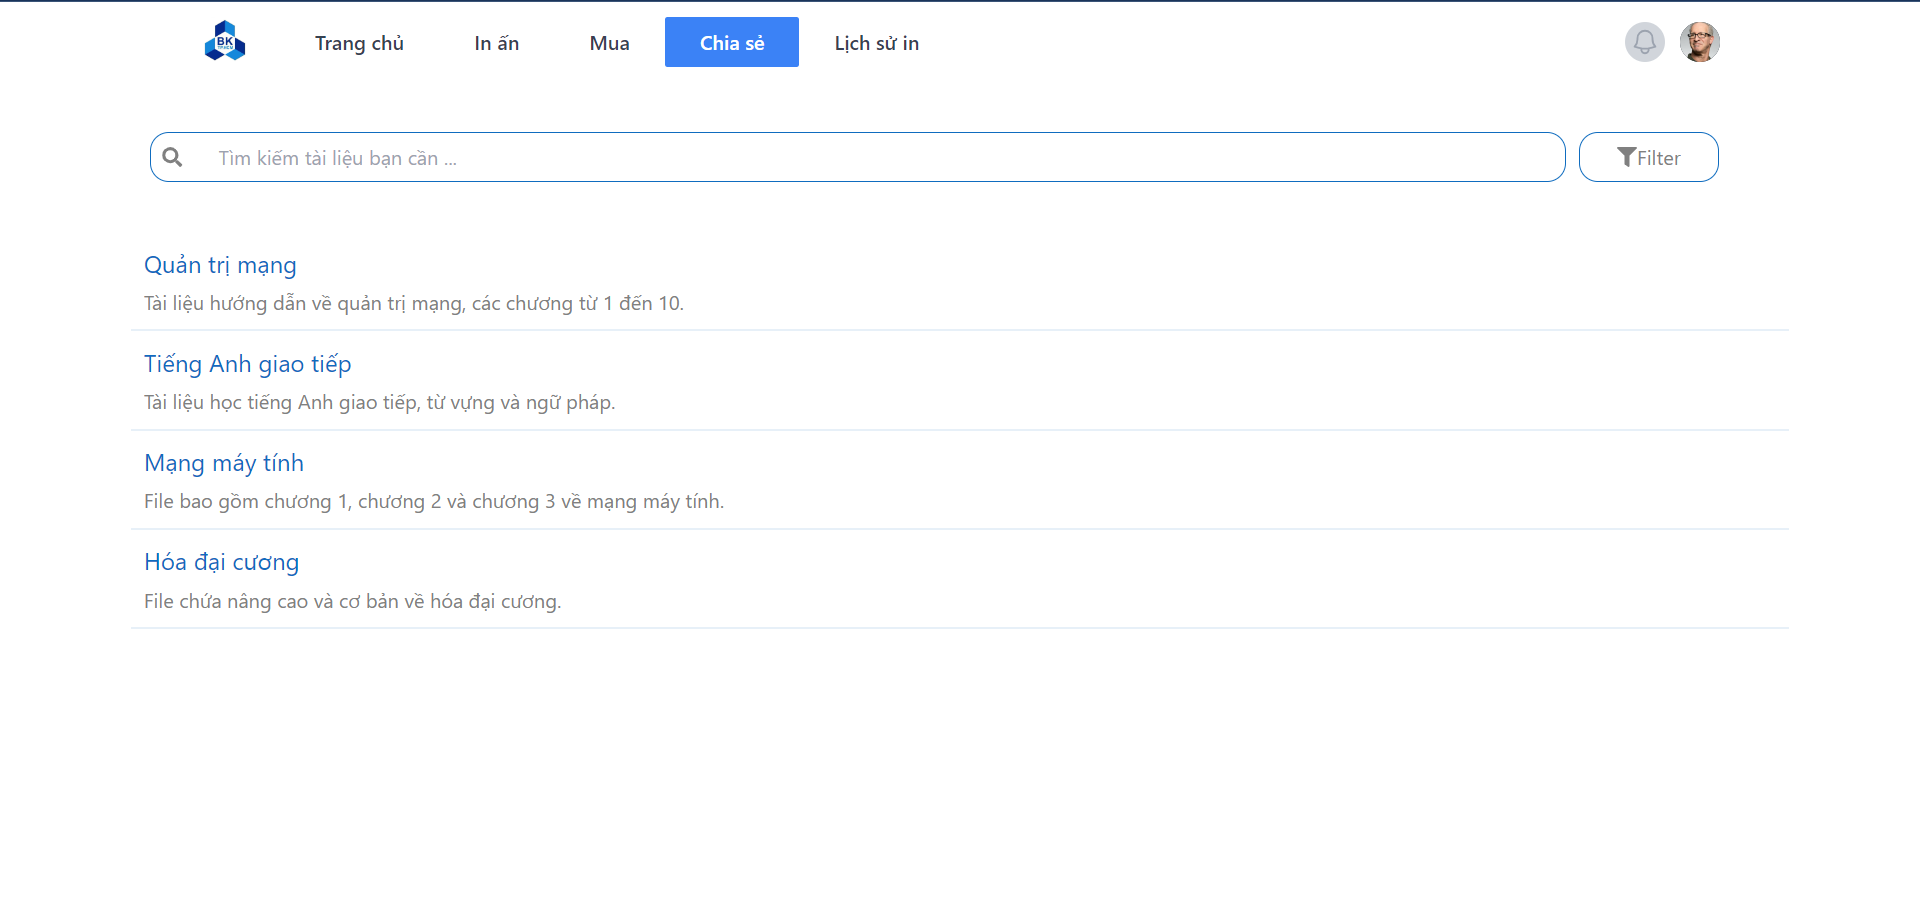 BK
TP.HCM
Trang chủ
In ấn
Mua
Chia sẻ
Lịch sử in
Tìm kiếm tài liệu bạn cần ...
Filter
Quản trị mạng
Tài liệu hướng dẫn về quản trị mạng, các chương từ 1 đến 10.
Tiếng Anh giao tiếp
Tài liệu học tiếng Anh giao tiếp, từ vựng và ngữ pháp.
Mạng máy tính
File bao gồm chương 1, chương 2 và chương 3 về mạng máy tính.
Hóa đại cương
File chứa nâng cao và cơ bản về hóa đại cương.